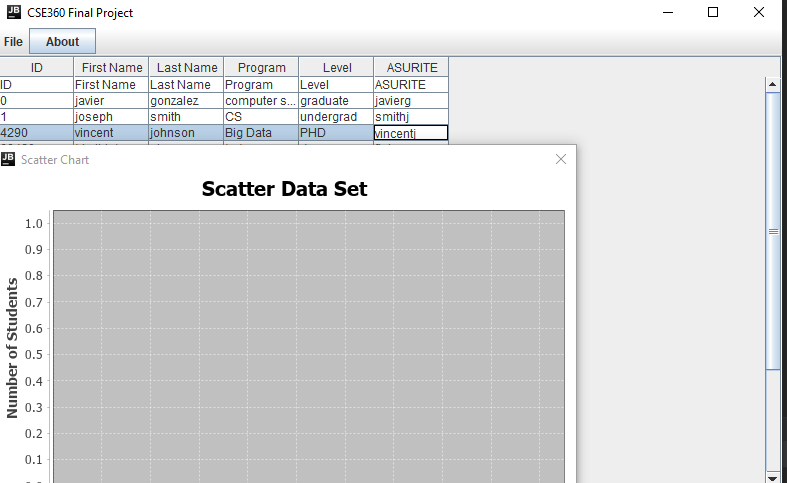 JB CSE360 Final Project
File About
ID First Name Last Name Program Level ASURITE
ID First Name Last Name Program Level ASURITE
0 javier gonzalez computer s... graduate javierg
1 joseph smith CS undergrad smithj
4290 vincent johnson Big Data PHD vincentj
JB Scatter Chart
Scatter Data Set
Number of Students
1.0
0.9
0.8
0.7
0.6
0.5
0.4
0.3
0.2
0.1